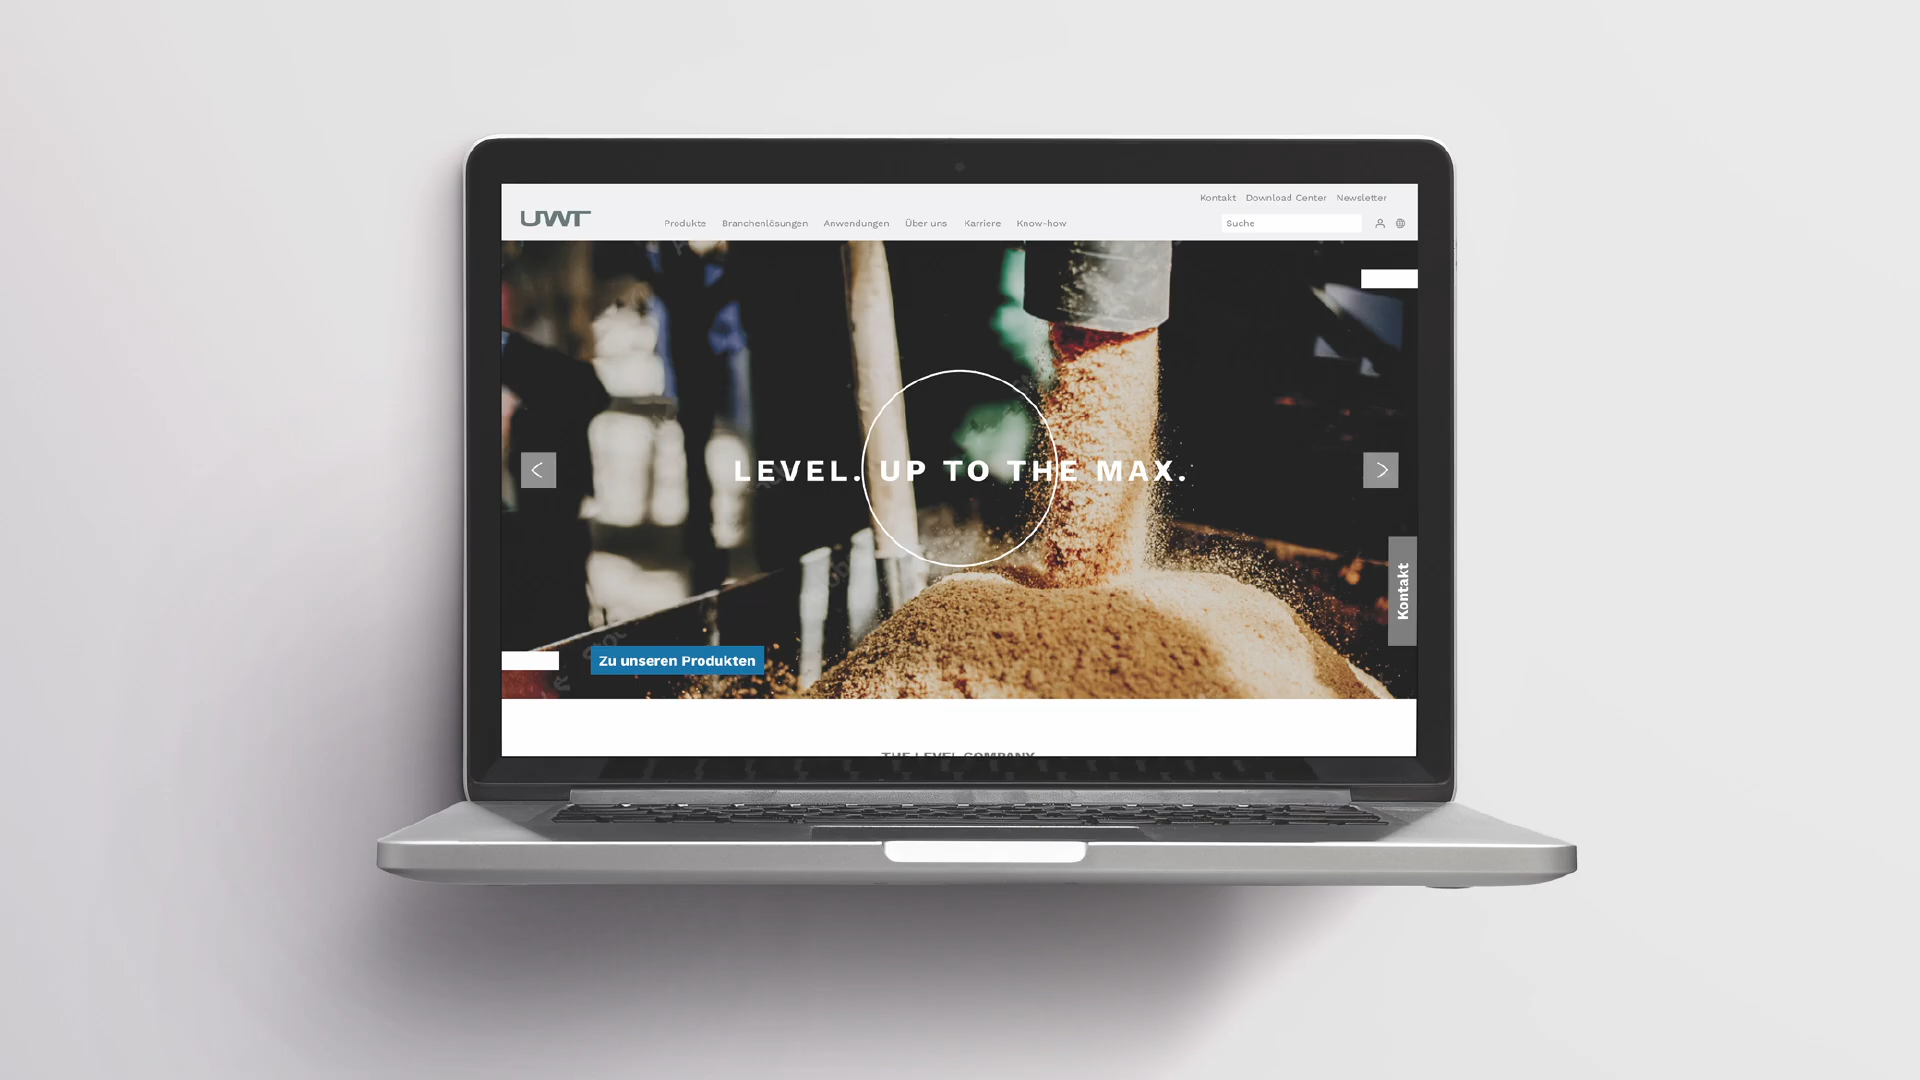 Kontakt Download Center Newsletter
UWT
Produkte Branchenlösungen Anwendungen Über uns Karriere Know-how
Suche
LEVEL. UP TO THE MAX.
Kontakt
Zu unseren Produkten
THE LEVEL COMPANY